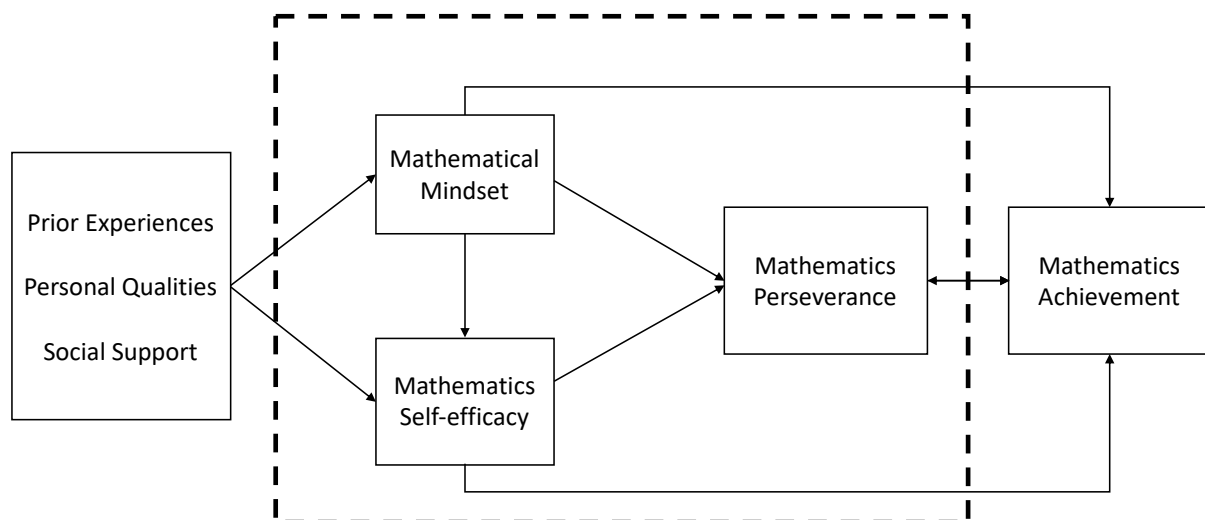 Prior Experiences
Personal Qualities
Social Support
Mathematical
Mindset
Mathematics
Self-efficacy
Mathematics
Perseverance
Mathematics
Achievement